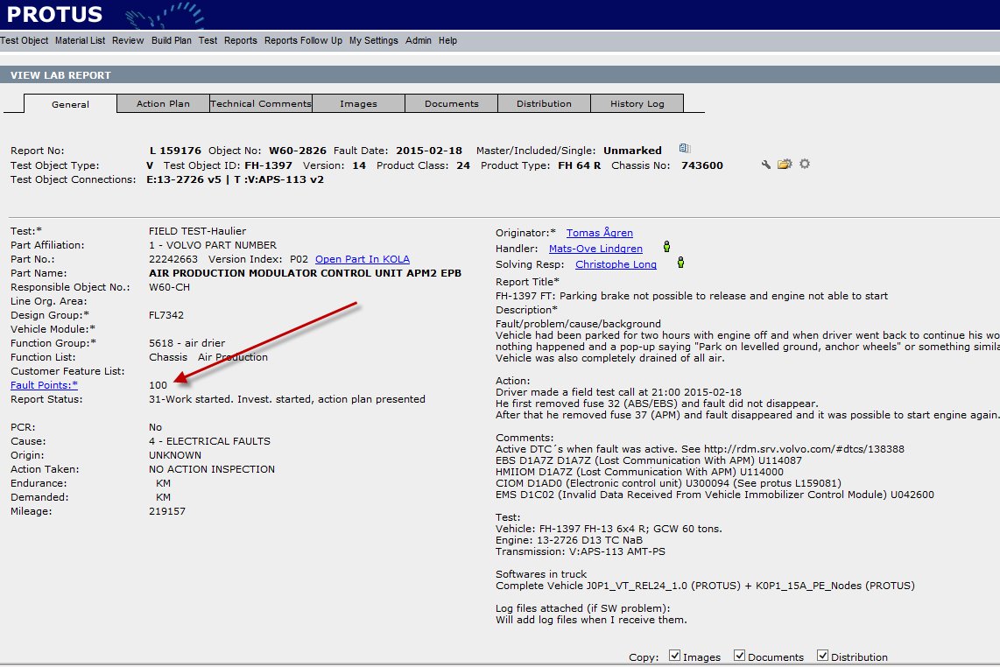 PROTUS
Test Object Material List Review Build Plan Test Reports Reports Follow Up My Settings Admin Help
VIEW LAB REPORT
General Action Plan Technical Comments Images Documents Distribution History Log
Report No: L 159176 Object No: W60-2826 Fault Date: 2015-02-18 Master/Included/Single: Unmarked
Test Object Type: V Test Object ID: FH-1397 Version: 14 Product Class: 24 Product Type: FH 64 R Chassis No: 743600
Test Object Connections: E:13-2726 v5 | T :V:APS-113 v2
Test:* FIELD TEST-Haulier
Part Affiliation: 1 - VOLVO PART NUMBER
Part No.: 22242663 Version Index: P02 Open Part In KOLA
Part Name: AIR PRODUCTION MODULATOR CONTROL UNIT APM2 EPB
Responsible Object No.: W60-CH
Line Org. Area:
Design Group:* FL7342
Vehicle Module:*
Function Group:* 5618 - air drier
Function List: Chassis Air Production
Customer Feature List:
Fault Points:* 100
Report Status: 31-Work started. Invest. started, action plan presented
PCR: No
Cause: 4 - ELECTRICAL FAULTS
Origin: UNKNOWN
Action Taken: NO ACTION INSPECTION
Endurance: KM
Demanded: KM
Mileage: 219157
Originator:* Tomas Ågren
Handler: Mats-Ove Lindgren
Solving Resp: Christophe Long
Report Title*
FH-1397 FT: Parking brake not possible to release and engine not able to start
Description*
Fault/problem/cause/background
Vehicle had been parked for two hours with engine off and when driver went back to continue his wo
nothing happened and a pop-up saying "Park on levelled ground, anchor wheels" or something simila
Vehicle was also completely drained of all air.
Action:
Driver made a field test call at 21:00 2015-02-18
He first removed fuse 32 (ABS/EBS) and fault did not disappear.
After that he removed fuse 37 (APM) and fault disappeared and it was possible to start engine again.
Comments:
Active DTC´s when fault was active. See http://rdm.srv.volvo.com/#dtcs/138388
EBS D1A7Z D1A7Z (Lost Communication With APM) U114087
HMIIOM D1A7Z (Lost Communication With APM) U114000
CIOM D1AD0 (Electronic control unit) U300094 (See protus L159081)
EMS D1C02 (Invalid Data Received From Vehicle Immobilizer Control Module) U042600
Test:
Vehicle: FH-1397 FH-13 6x4 R; GCW 60 tons.
Engine: 13-2726 D13 TC NaB
Transmission: V:APS-113 AMT-PS
Softwares in truck
Complete Vehicle J0P1_VT_REL24_1.0 (PROTUS) + K0P1_15A_PE_Nodes (PROTUS)
Log files attached (if SW problem):
Will add log files when I receive them.
Copy: Images Documents Distribution